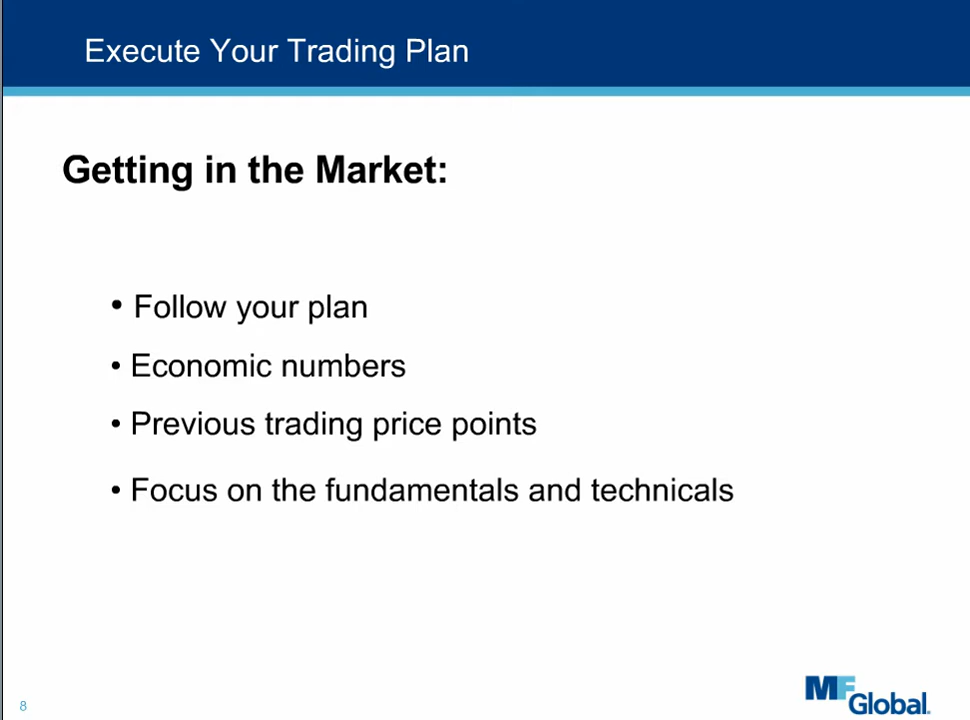 Execute Your Trading Plan
Getting in the Market:
• Follow your plan
• Economic numbers
• Previous trading price points
• Focus on the fundamentals and technicals
8
MF
Global.